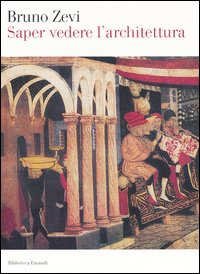 Bruno Zevi
Saper vedere l'architettura
Biblioteca Einaudi